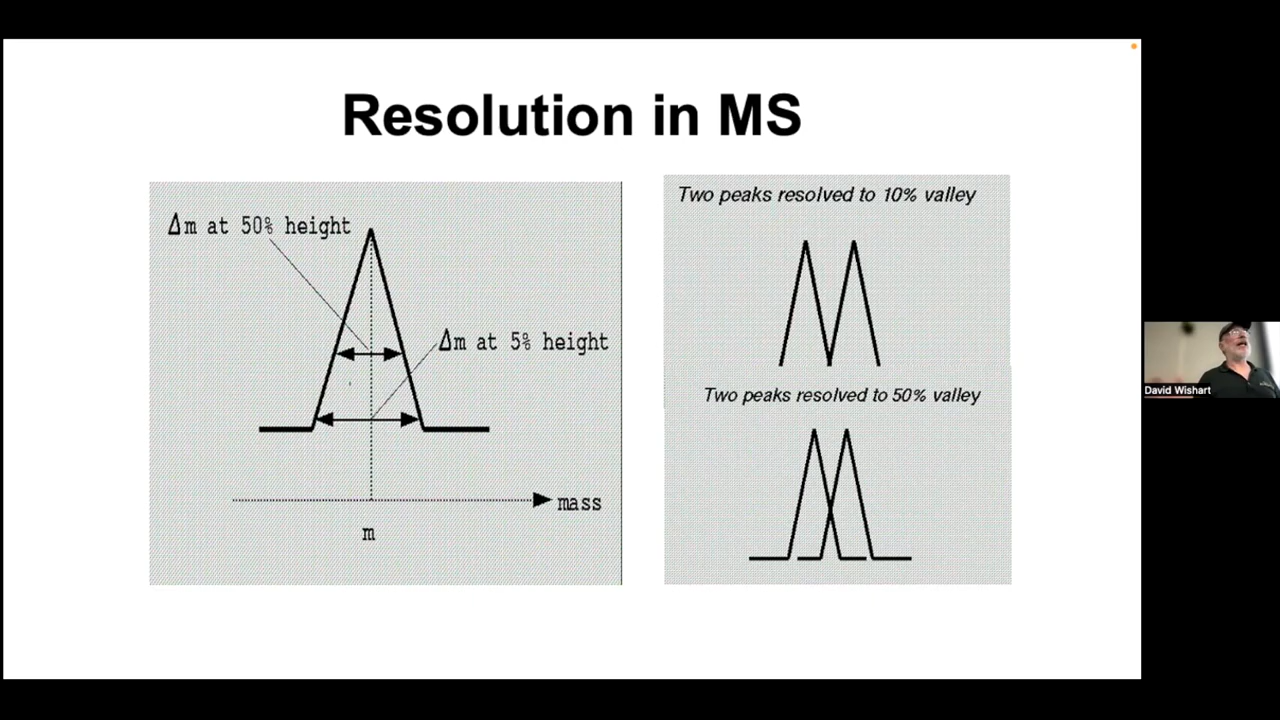 Resolution in MS
Δm at 50% height
Δm at 5% height
mass
m
Two peaks resolved to 10% valley
Two peaks resolved to 50% valley
David Wishart